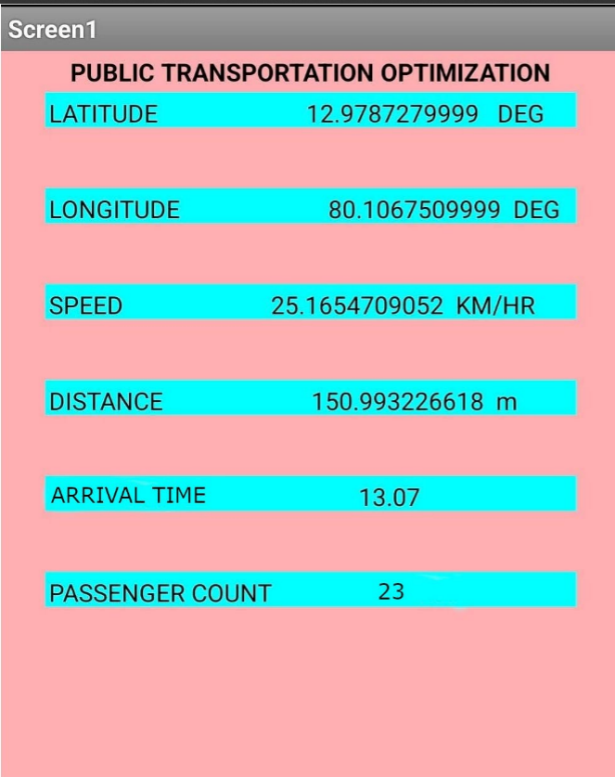 Screen1
PUBLIC TRANSPORTATION OPTIMIZATION
LATITUDE 12.9787279999 DEG
LONGITUDE 80.1067509999 DEG
SPEED 25.1654709052 KM/HR
DISTANCE 150.993226618 m
ARRIVAL TIME 13.07
PASSENGER COUNT 23